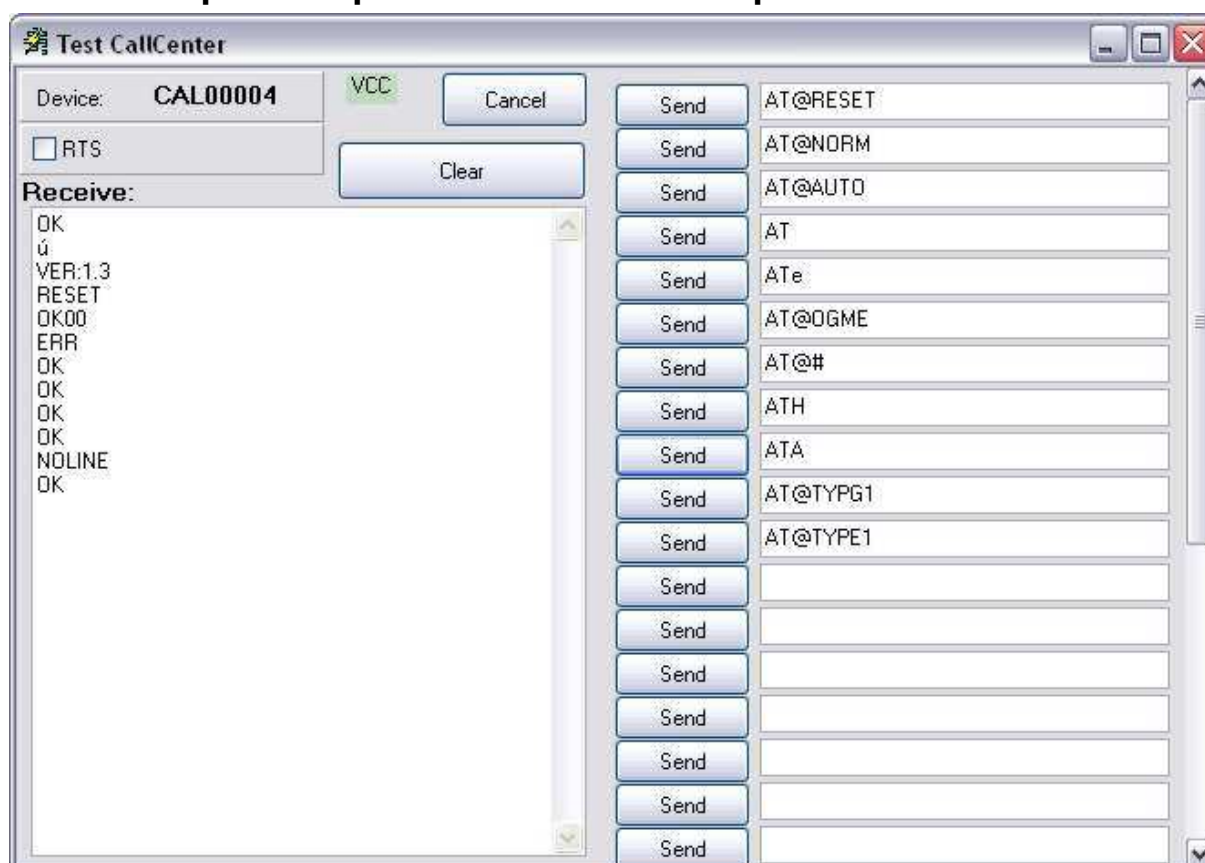 Test CallCenter
Device: CAL00004
VCC
Cancel
RTS
Clear
Receive:
OK
ú
VER:1.3
RESET
OK00
ERR
OK
OK
OK
OK
NOLINE
OK
Send AT@RESET
Send AT@NORM
Send AT@AUTO
Send AT
Send ATe
Send AT@OGME
Send AT@#
Send ATH
Send ATA
Send AT@TYPG1
Send AT@TYPE1
Send
Send
Send
Send
Send
Send
Send